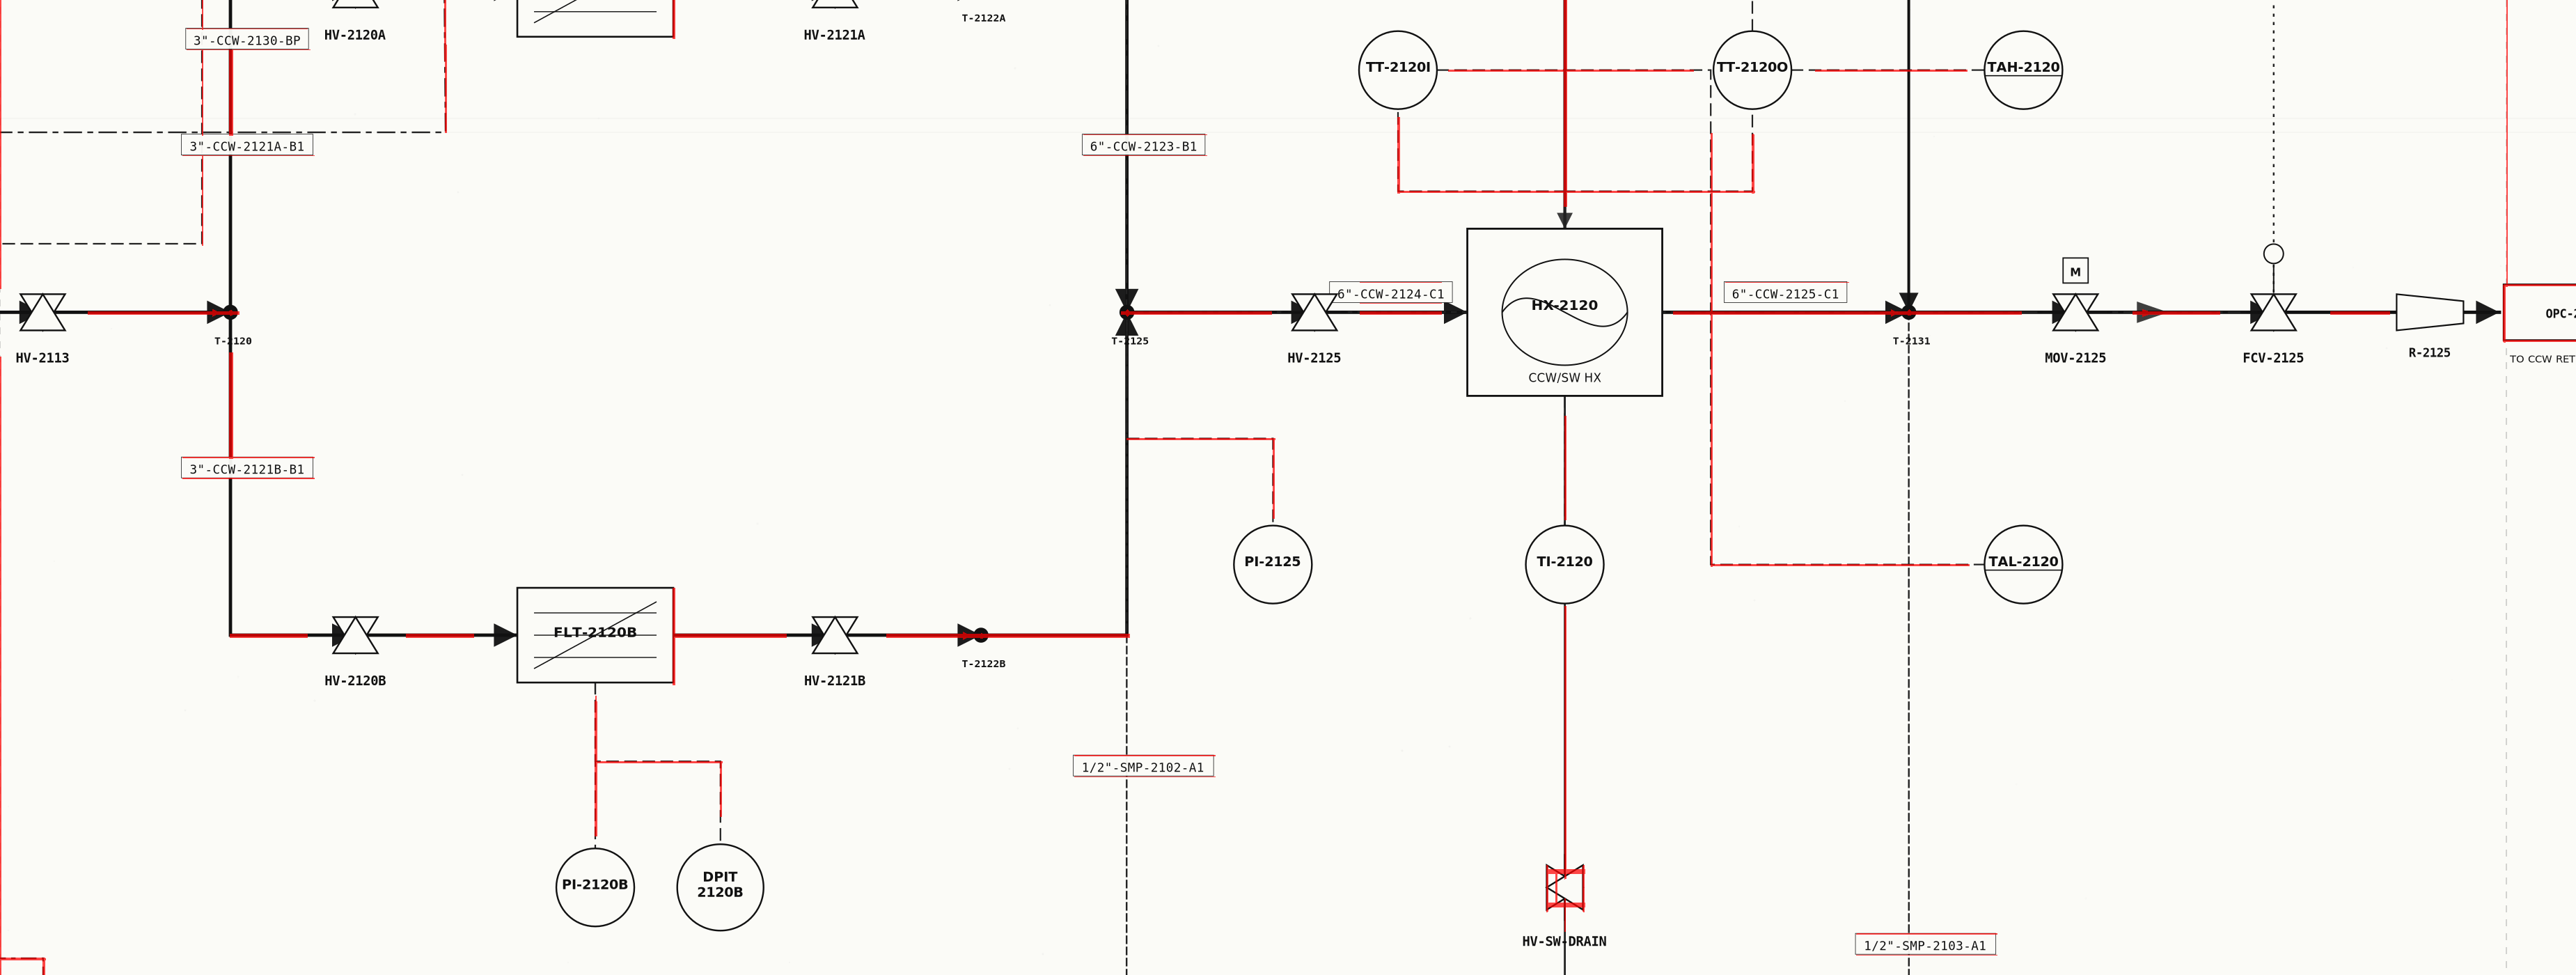 T-2122A
3"-CCW-2130-BP
HV-2120A
HV-2121A
TT-2120I
TT-2120O
TAH-2120
3"-CCW-2121A-B1
6"-CCW-2123-B1
M
6"-CCW-2124-C1
6"-CCW-2125-C1
HX-2120
CCW/SW HX
OPC-2
T-2120
T-2125
T-2131
HV-2113
HV-2125
MOV-2125
FCV-2125
R-2125
TO CCW RET
3"-CCW-2121B-B1
PI-2125
TI-2120
TAL-2120
FLT-2120B
T-2122B
HV-2120B
HV-2121B
1/2"-SMP-2102-A1
PI-2120B
DPIT
2120B
HV-SW-DRAIN
1/2"-SMP-2103-A1